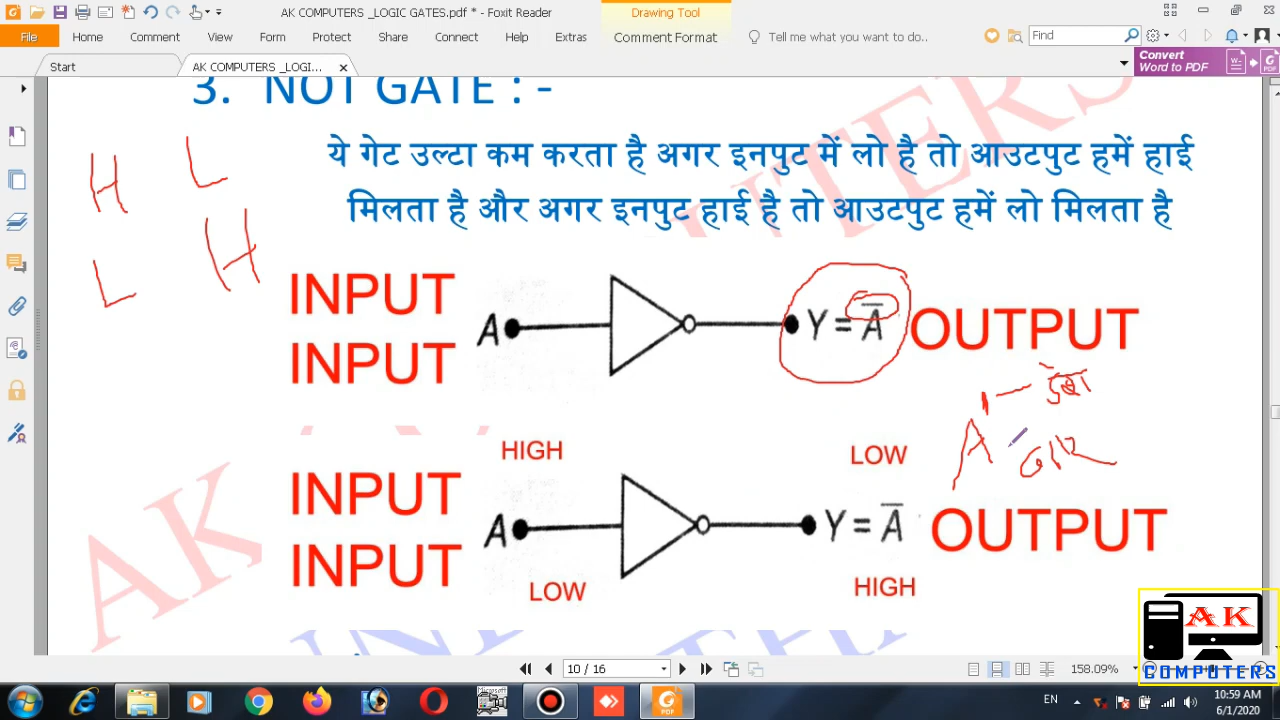 AK COMPUTERS _LOGIC GATES.pdf * - Foxit Reader
Drawing Tool
File Home Comment View Form Protect Share Connect Help Extras Comment Format Tell me what you want to do.. Find
Start
AK COMPUTERS _LOGI...
Convert
Word to PDF
3. NOT GATE : -
ये गेट उल्टा कम करता है अगर इनपुट में लो है तो आउटपुट हमें हाई
मिलता है और अगर इनपुट हाई है तो आउटपुट हमें लो मिलता है
H L
L H
INPUT
INPUT
A
Y = A̅
OUTPUT
A'
HIGH
LOW
INPUT
INPUT
A
Y = A̅
OUTPUT
LOW
HIGH
AK
COMPUTERS
10 / 16
158.09%
EN
10:59 AM
6/1/2020